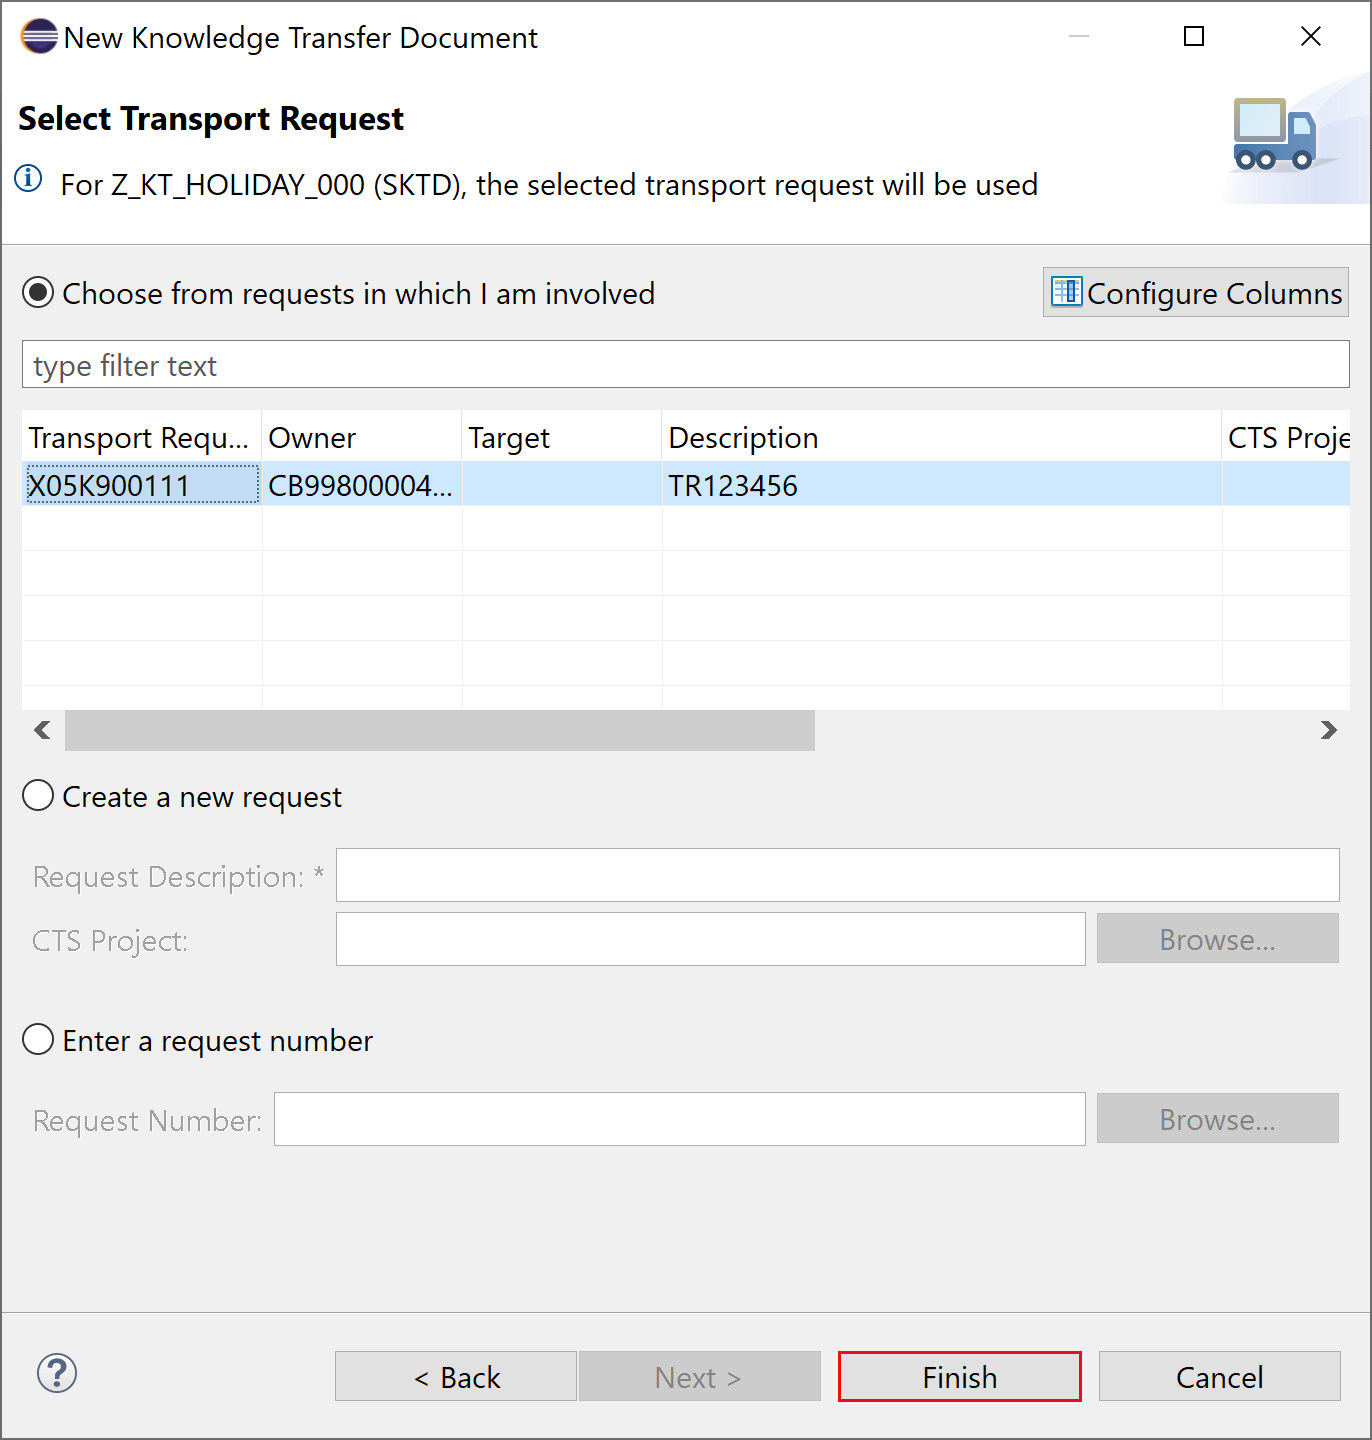 New Knowledge Transfer Document
Select Transport Request
For Z_KT_HOLIDAY_000 (SKTD), the selected transport request will be used
Choose from requests in which I am involved
Configure Columns
type filter text
Transport Requ... Owner Target Description CTS Proje
X05K900111 CB99800004... TR123456
Create a new request
Request Description: *
CTS Project:
Browse...
Enter a request number
Request Number:
Browse...
< Back Next > Finish Cancel